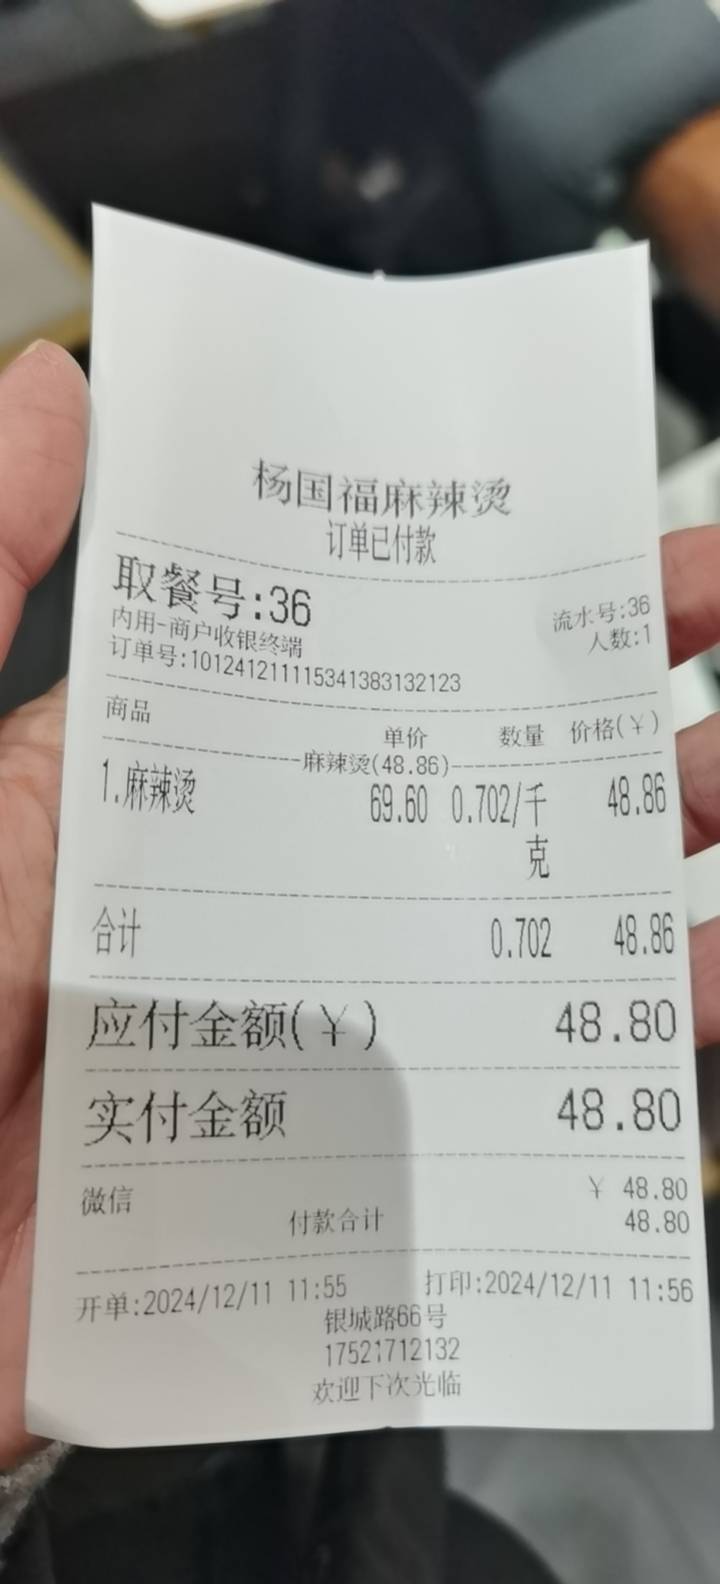 杨国福麻辣烫
订单已付款
取餐号:36
流水号:36
内用-商户收银终端
人数:1
订单号:1012412111115341383132123
商品 单价 数量 价格(¥)
麻辣烫(48.86)
1.麻辣烫 69.60 0.702/千克 48.86
合计 0.702 48.86
应付金额(¥) 48.80
实付金额 48.80
微信 ¥ 48.80
付款合计 48.80
开单:2024/12/11 11:55 打印:2024/12/11 11:56
银城路66号
17521712132
欢迎下次光临